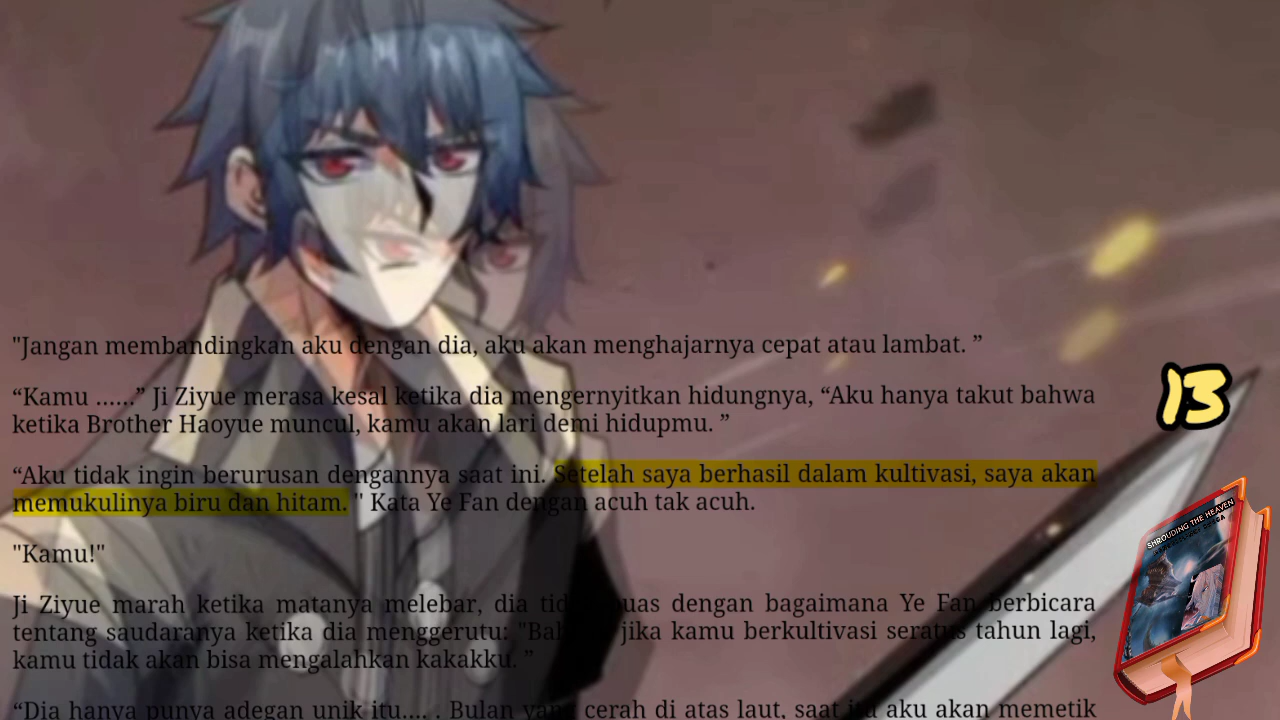 "Jangan membandingkan aku dengan dia, aku akan menghajarnya cepat atau lambat. ”
“Kamu ......” Ji Ziyue merasa kesal ketika dia mengernyitkan hidungnya, “Aku hanya takut bahwa
ketika Brother Haoyue muncul, kamu akan lari demi hidupmu. ”
“Aku tidak ingin berurusan dengannya saat ini. Setelah saya berhasil dalam kultivasi, saya akan
memukulinya biru dan hitam. '' Kata Ye Fan dengan acuh tak acuh.
"Kamu!"
Ji Ziyue marah ketika matanya melebar, dia dengan bagaimana Ye Fan berbicara
tentang saudaranya ketika dia menggerutu: jika kamu berkultivasi seratus tahun lagi,
kamu tidak akan bisa mengalahkan kakakku. ”
“Dia hanya punya adegan unik itu.... . Bulan yang cerah di atas laut, saat itu aku akan memetik
13
SHROUDING THE HEAVEN